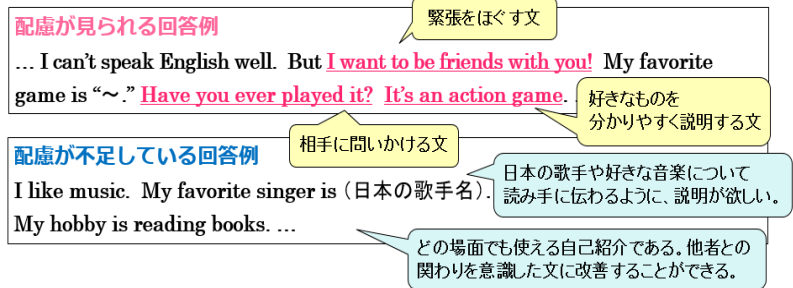 配慮が見られる回答例
緊張をほぐす文
… I can't speak English well. But I want to be friends with you! My favorite
game is “～.” Have you ever played it? It's an action game. .
好きなものを
分かりやすく説明する文
相手に問いかける文
配慮が不足している回答例
I like music. My favorite singer is （日本の歌手名）.
My hobby is reading books. …
日本の歌手や好きな音楽について
読み手に伝わるように、説明が欲しい。
どの場面でも使える自己紹介である。他者との
関わりを意識した文に改善することができる。